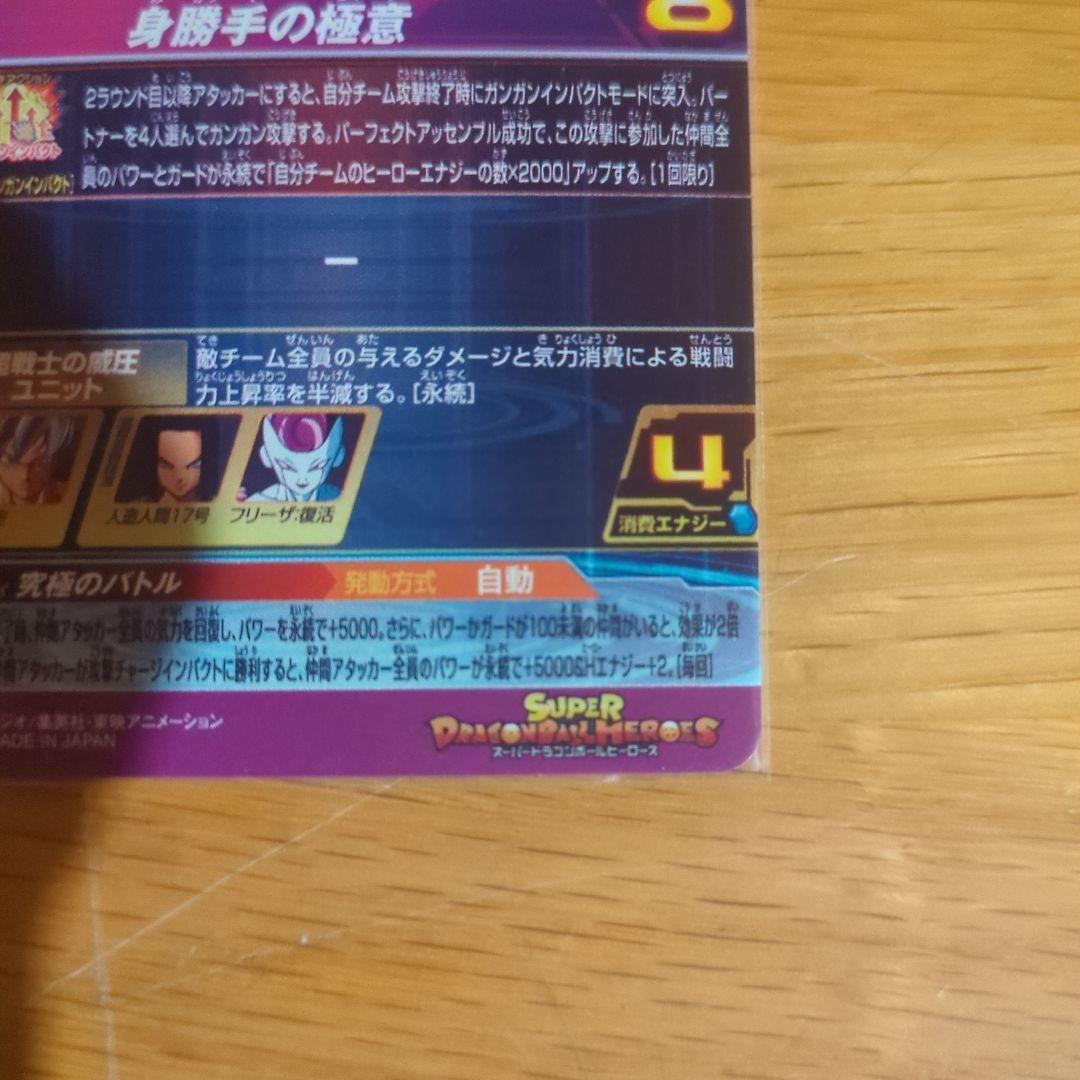 身勝手の極意
2ラウンド目以降アタッカーにすると、自分チーム攻撃終了時にガンガンインパクトモードに突入。パー
トナーを4人選んでカンカン攻撃する。パーフェクトアッセンブル成功で、この攻撃に参加した仲間全
員のパワーとガードが永続で「自分チームのヒーローエナジーの数×2000」アップする。[1回限り]
ンガンインパクト]
ー
戦士の威圧
ユニット
敵チーム全員の与えるダメージと気力消費による戦闘
力上昇率を半減する。[永続]
人造人間17号
フリーザ:復活
4
消費エナジー
究極のバトル
発動方式
自動
仲間アタッカー全員の気力を回復し、パワーを永続で+5000。さらに、パワーかガードが100未満の仲間がいると、効果が2倍
間アタッカーが攻撃チャージインパクトに勝利すると、仲間アタッカー全員のパワーが永続で+5000&Hエナジー+2。[毎回]
ジオ/集英社・東映アニメーション
ADE IN JAPAN
SUPER
DRAGONBALL HEROES
スーパードラゴンボールヒーローズ